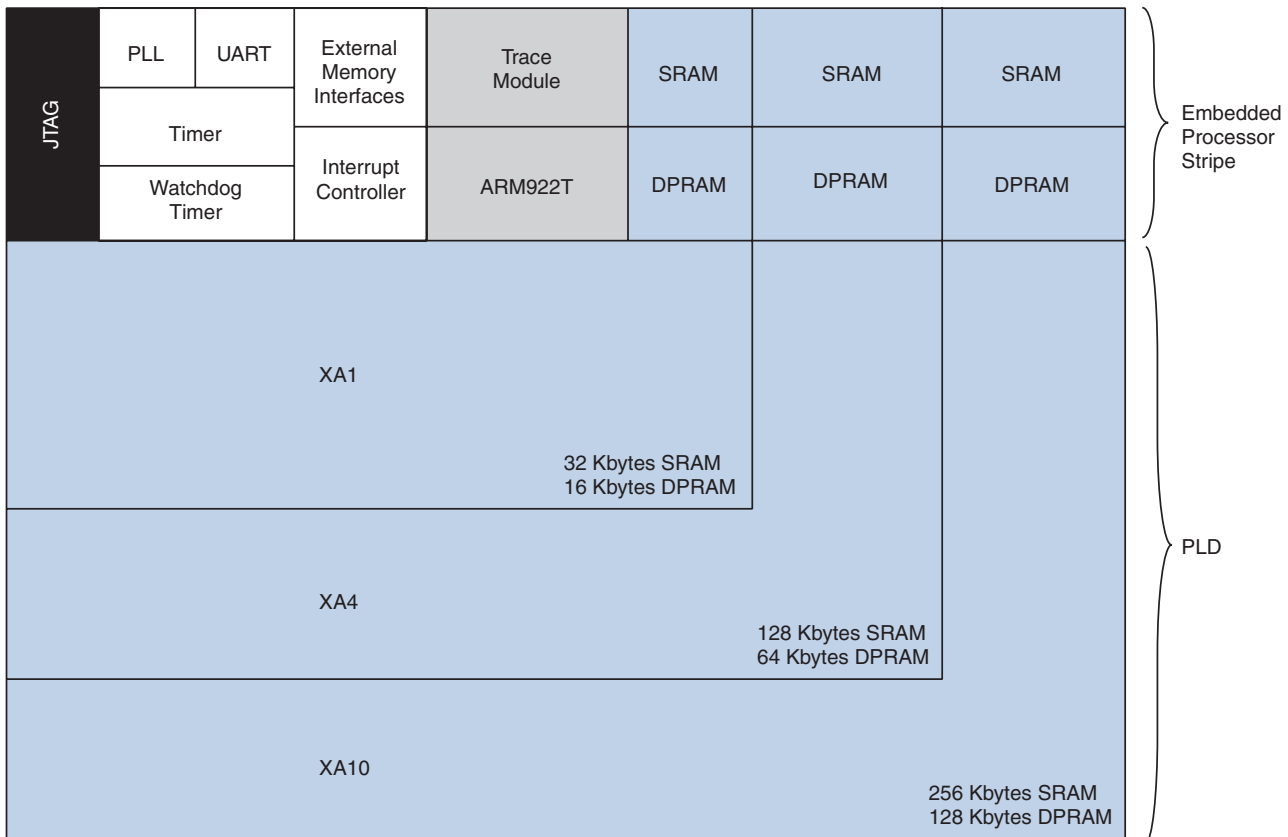 JTAG
PLL
UART
Timer
Watchdog
Timer
External
Memory
Interfaces
Interrupt
Controller
Trace
Module
ARM922T
SRAM
SRAM
SRAM
DPRAM
DPRAM
DPRAM
Embedded
Processor
Stripe
XA1
32 Kbytes SRAM
16 Kbytes DPRAM
XA4
128 Kbytes SRAM
64 Kbytes DPRAM
XA10
256 Kbytes SRAM
128 Kbytes DPRAM
PLD